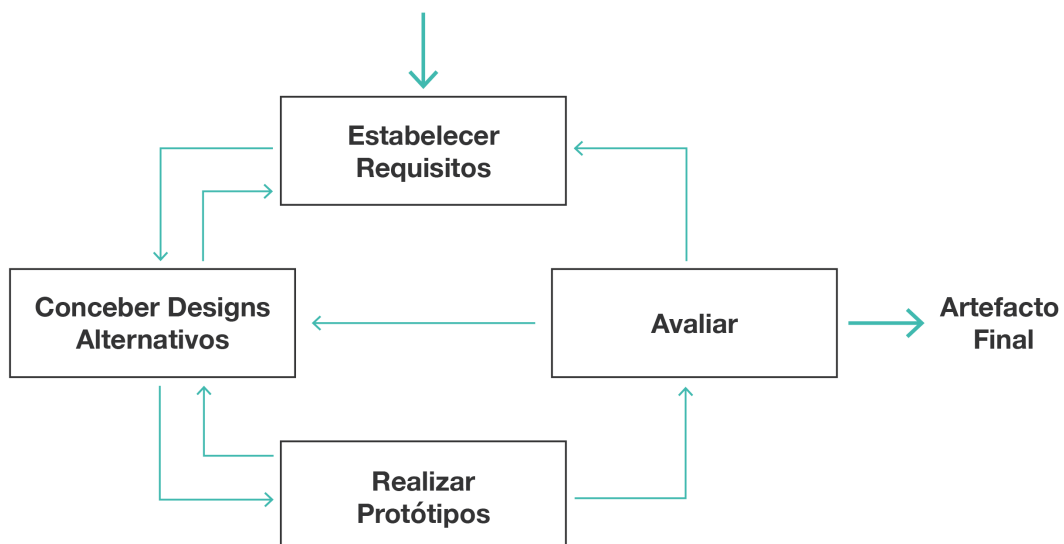 Estabelecer
Requisitos
Conceber Designs
Alternativos
Avaliar
Artefacto
Final
Realizar
Protótipos